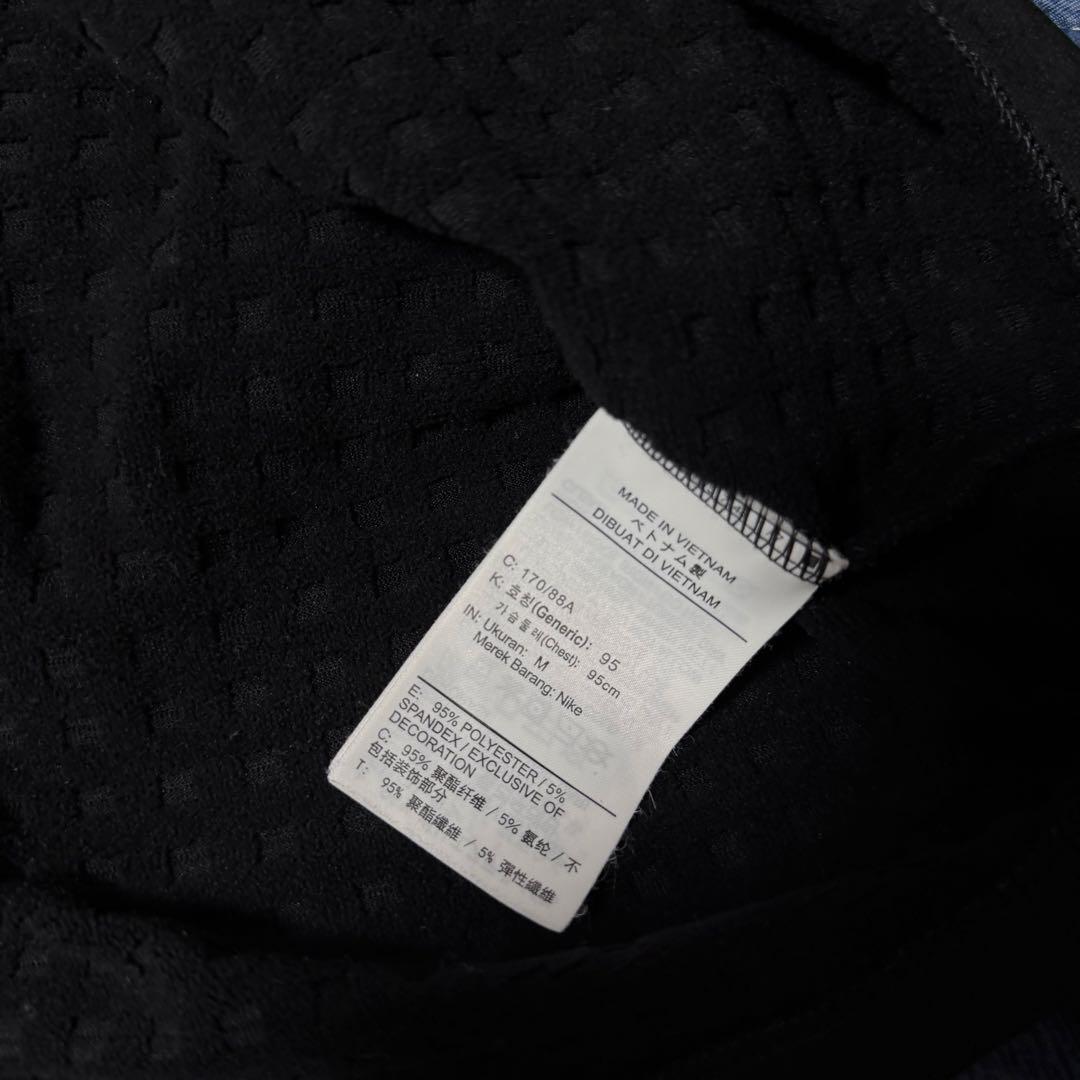 MADE IN VIETNAM
ベトナム製
DIBUAT DI VIETNAM
C: 170/88A
K: 호칭(Generic): 95
가슴둘레(Chest): 95cm
IN: Ukuran: M
Merek Barang: Nike
E: 95% POLYESTER / 5%
SPANDEX / EXCLUSIVE OF
DECORATION
C: 95% 聚酯纤维 / 5% 氨纶 / 不
包括装饰部分
T: 95% 聚酯纖維 / 5% 彈性纖維